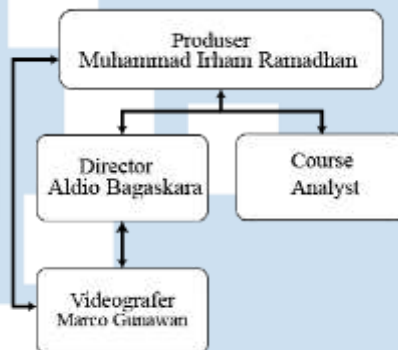 Produser
Muhammad Irham Ramadhan
Director
Aldio Bagaskara
Course
Analyst
Videografer
Marco Gunawan